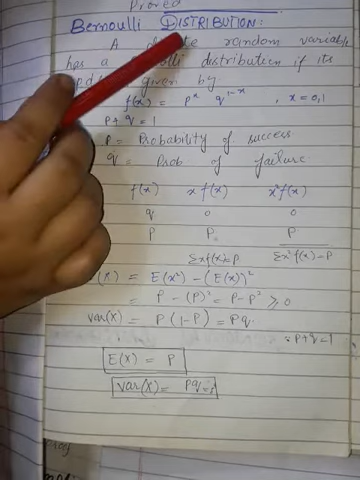 Proved
Bernoulli DISTRIBUTION:
A random variable
has a distribution if its
given by:
f(x) = p^x q^1-x , x=0,1
P+q=1
P = Probability of success
q = Prob of failure
f(x) xf(x) x²f(x)
q 0 0
P P P
Σxf(x)=P Σx²f(x)=P
(X) = E(x²) - (E(x))²
= P - (P)² = P-P² ≥ 0
var(X) = P(1-P) = Pq. ∵ P+q=1
E(X) = P
var(X) = Pq